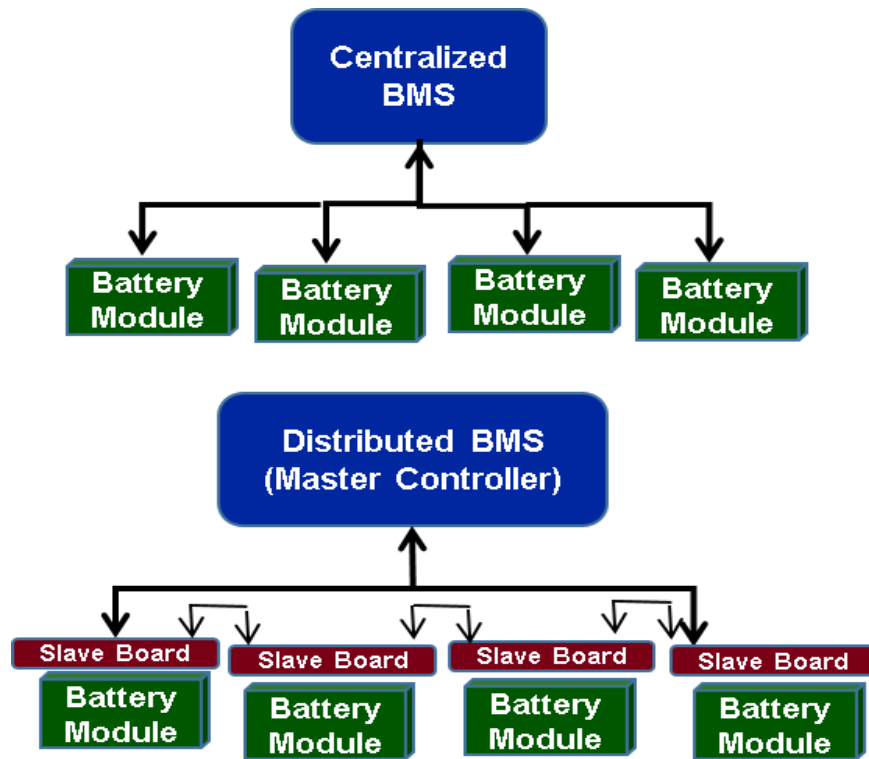 Centralized
BMS
Battery
Module
Battery
Module
Battery
Module
Battery
Module
Distributed BMS
(Master Controller)
Slave Board
Slave Board
Slave Board
Slave Board
Battery
Module
Battery
Module
Battery
Module
Battery
Module